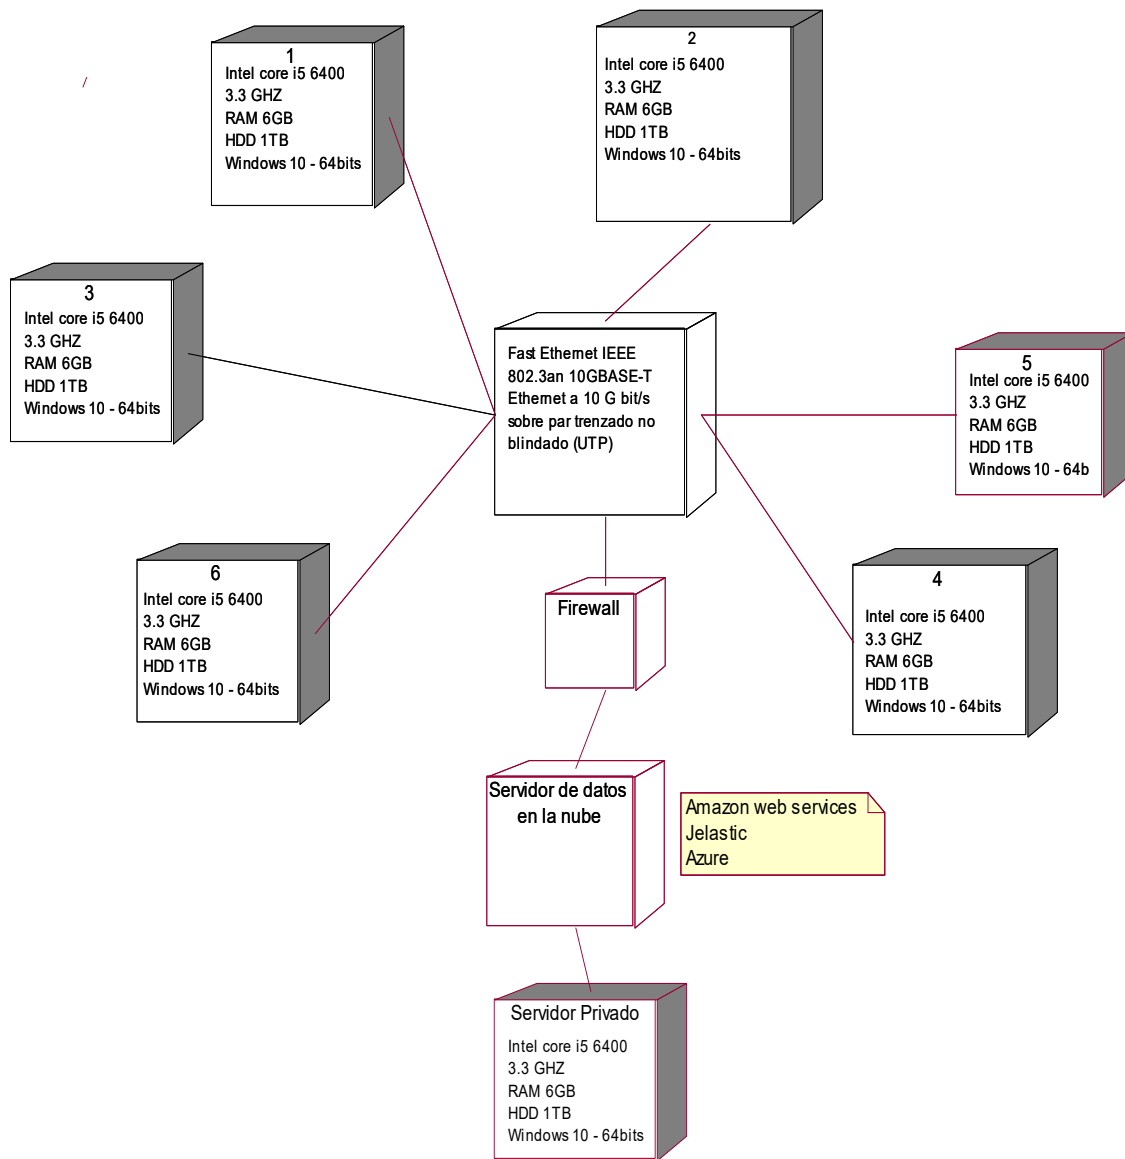 1
Intel core i5 6400
3.3 GHZ
RAM 6GB
HDD 1TB
Windows 10 - 64bits
2
Intel core i5 6400
3.3 GHZ
RAM 6GB
HDD 1TB
Windows 10 - 64bits
3
Intel core i5 6400
3.3 GHZ
RAM 6GB
HDD 1TB
Windows 10 - 64bits
Fast Ethernet IEEE
802.3an 10GBASE-T
Ethernet a 10 G bit/s
sobre par trenzado no
blindado (UTP)
5
Intel core i5 6400
3.3 GHZ
RAM 6GB
HDD 1TB
Windows 10 - 64b
6
Intel core i5 6400
3.3 GHZ
RAM 6GB
HDD 1TB
Windows 10 - 64bits
Firewall
4
Intel core i5 6400
3.3 GHZ
RAM 6GB
HDD 1TB
Windows 10 - 64bits
Servidor de datos
en la nube
Amazon web services
Jelastic
Azure
Servidor Privado
Intel core i5 6400
3.3 GHZ
RAM 6GB
HDD 1TB
Windows 10 - 64bits